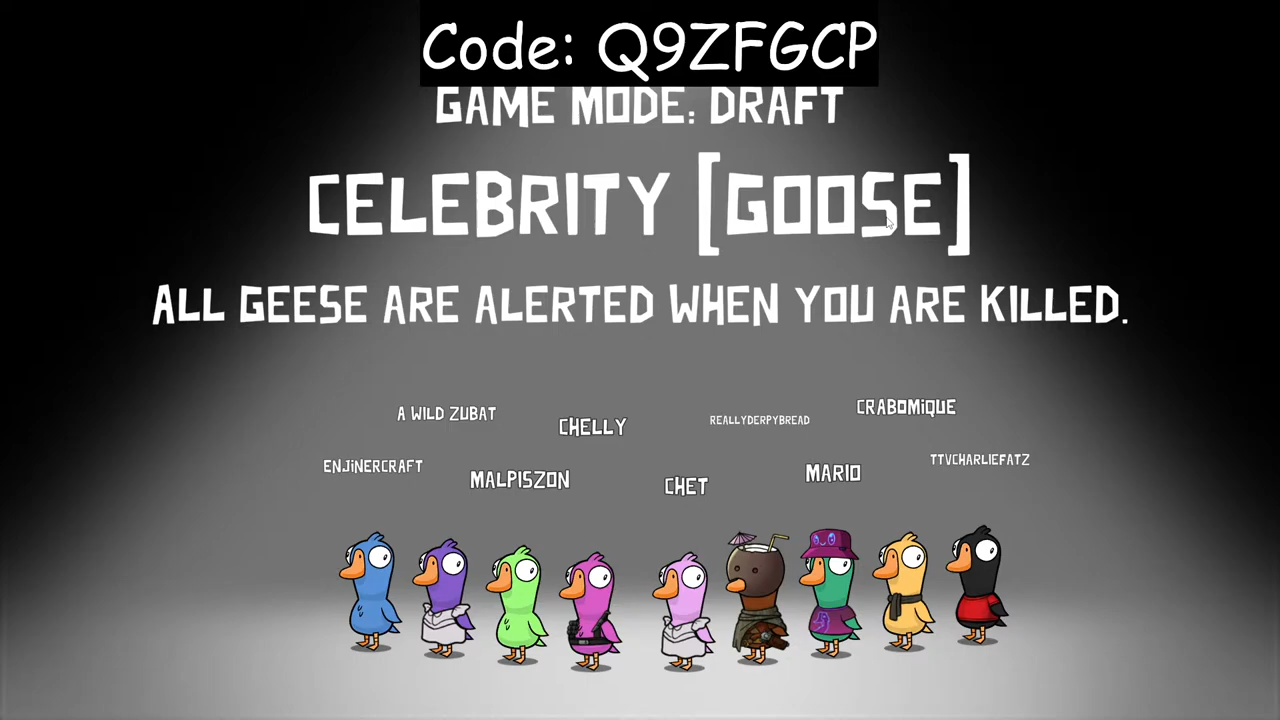 Code: Q9ZFGCP
GAME MODE: DRAFT
CELEBRITY [GOOSE]
ALL GEESE ARE ALERTED WHEN YOU ARE KILLED.
A WILD ZUBAT
CHELLY
REALLYDERPYBREAD
CRABOMIQUE
ENJINERCRAFT
MALPISZON
CHET
MARIO
TTVCHARLIEFATZ